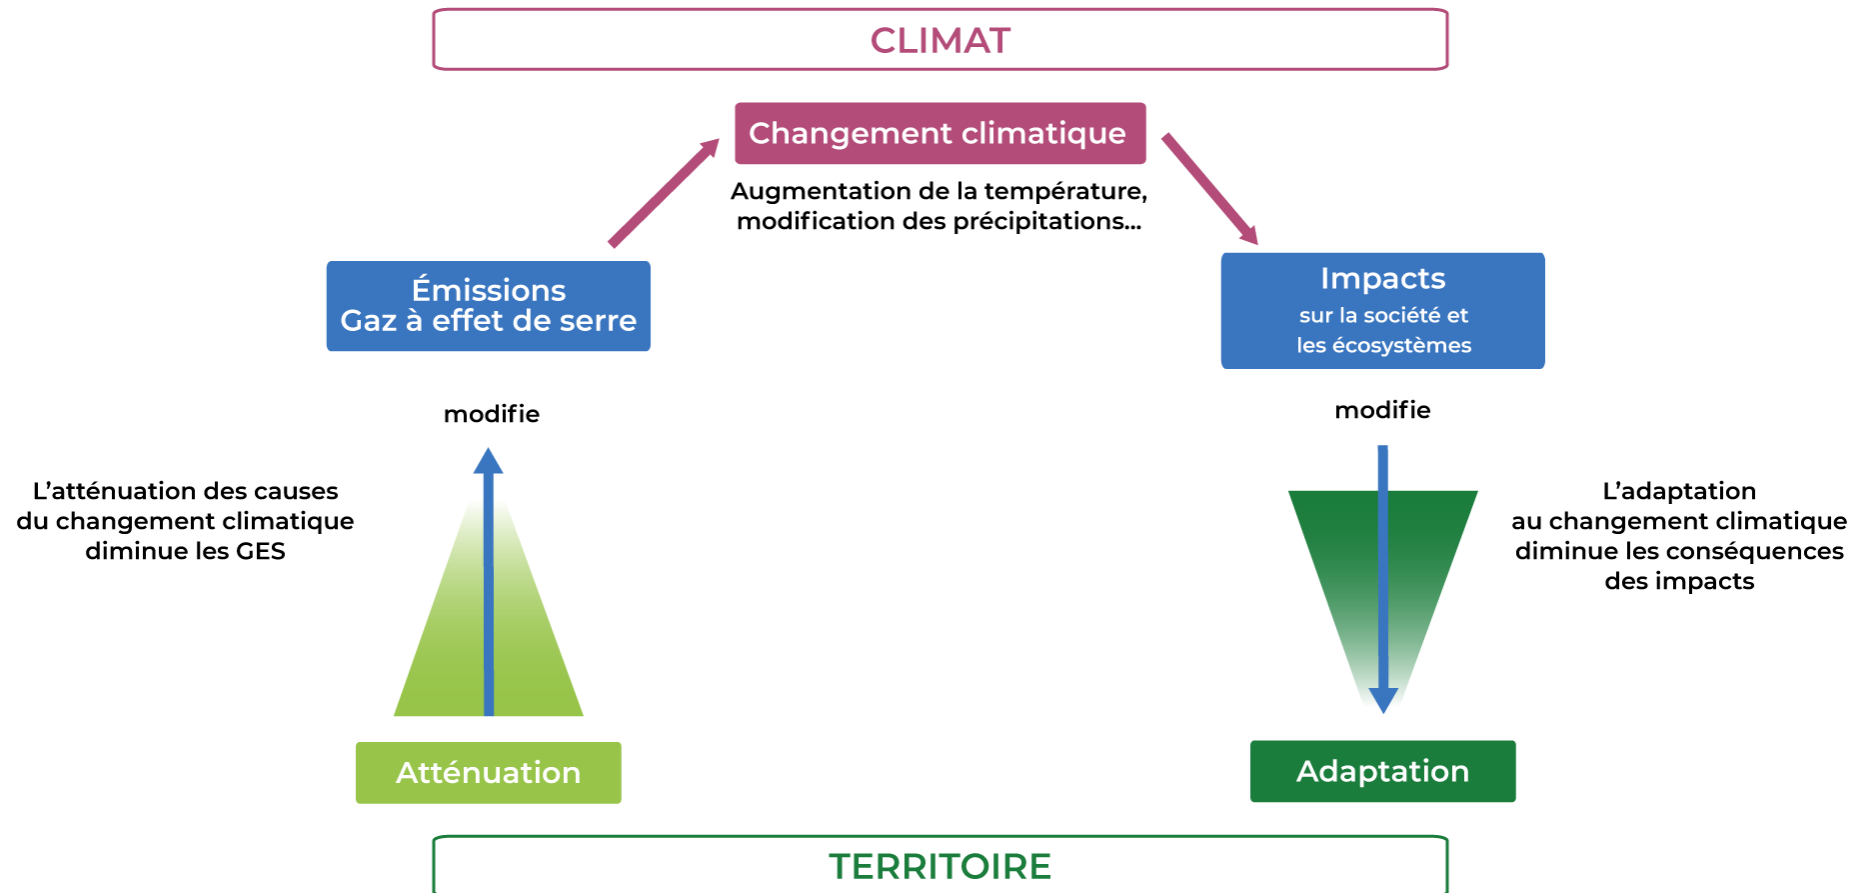 CLIMAT
Changement climatique
Augmentation de la température,
modification des précipitations...
Émissions
Gaz à effet de serre
Impacts
sur la société et
les écosystèmes
modifie
modifie
L’atténuation des causes
du changement climatique
diminue les GES
L’adaptation
au changement climatique
diminue les conséquences
des impacts
Atténuation
Adaptation
TERRITOIRE